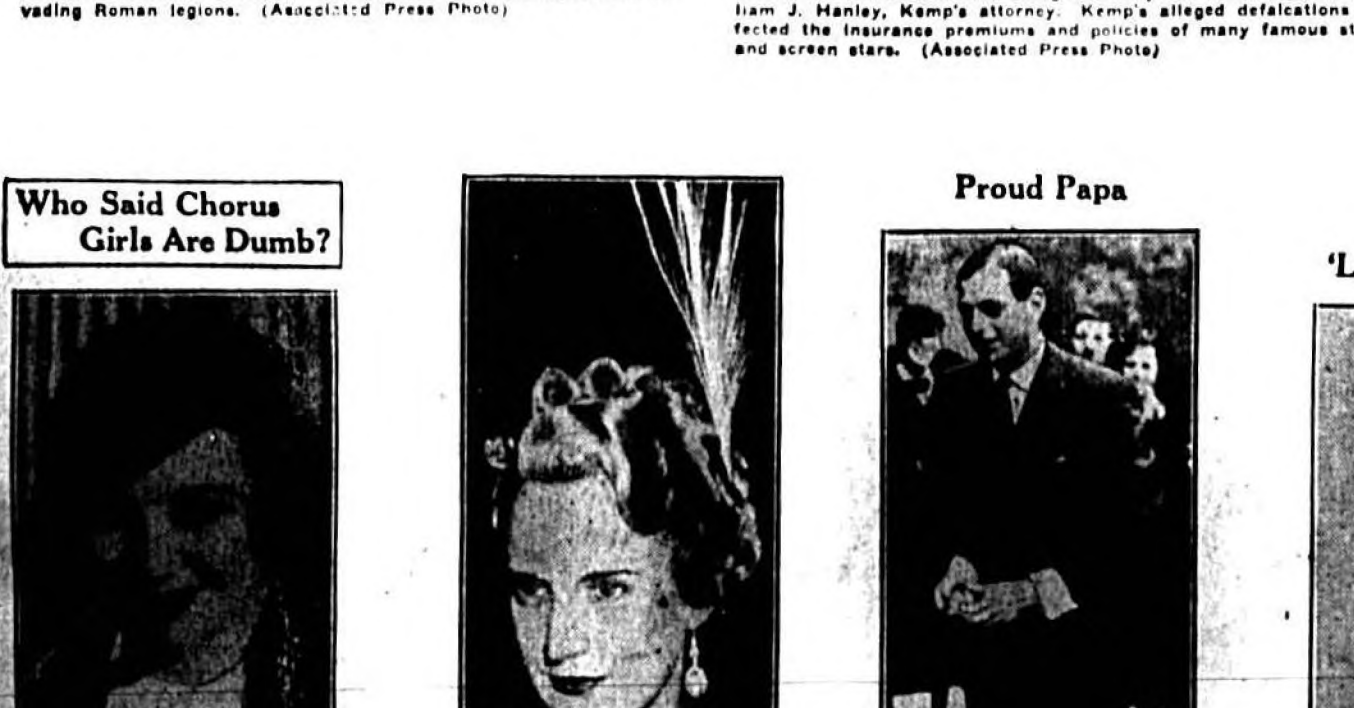 vading Roman legions. (Associated Press Photo)
liam J. Hanley, Kemp's attorney. Kemp's alleged defalcations
fected the insurance premiums and policies of many famous st
and screen stars. (Associated Press Photo)
Who Said Chorus
Girls Are Dumb?
Proud Papa
'L